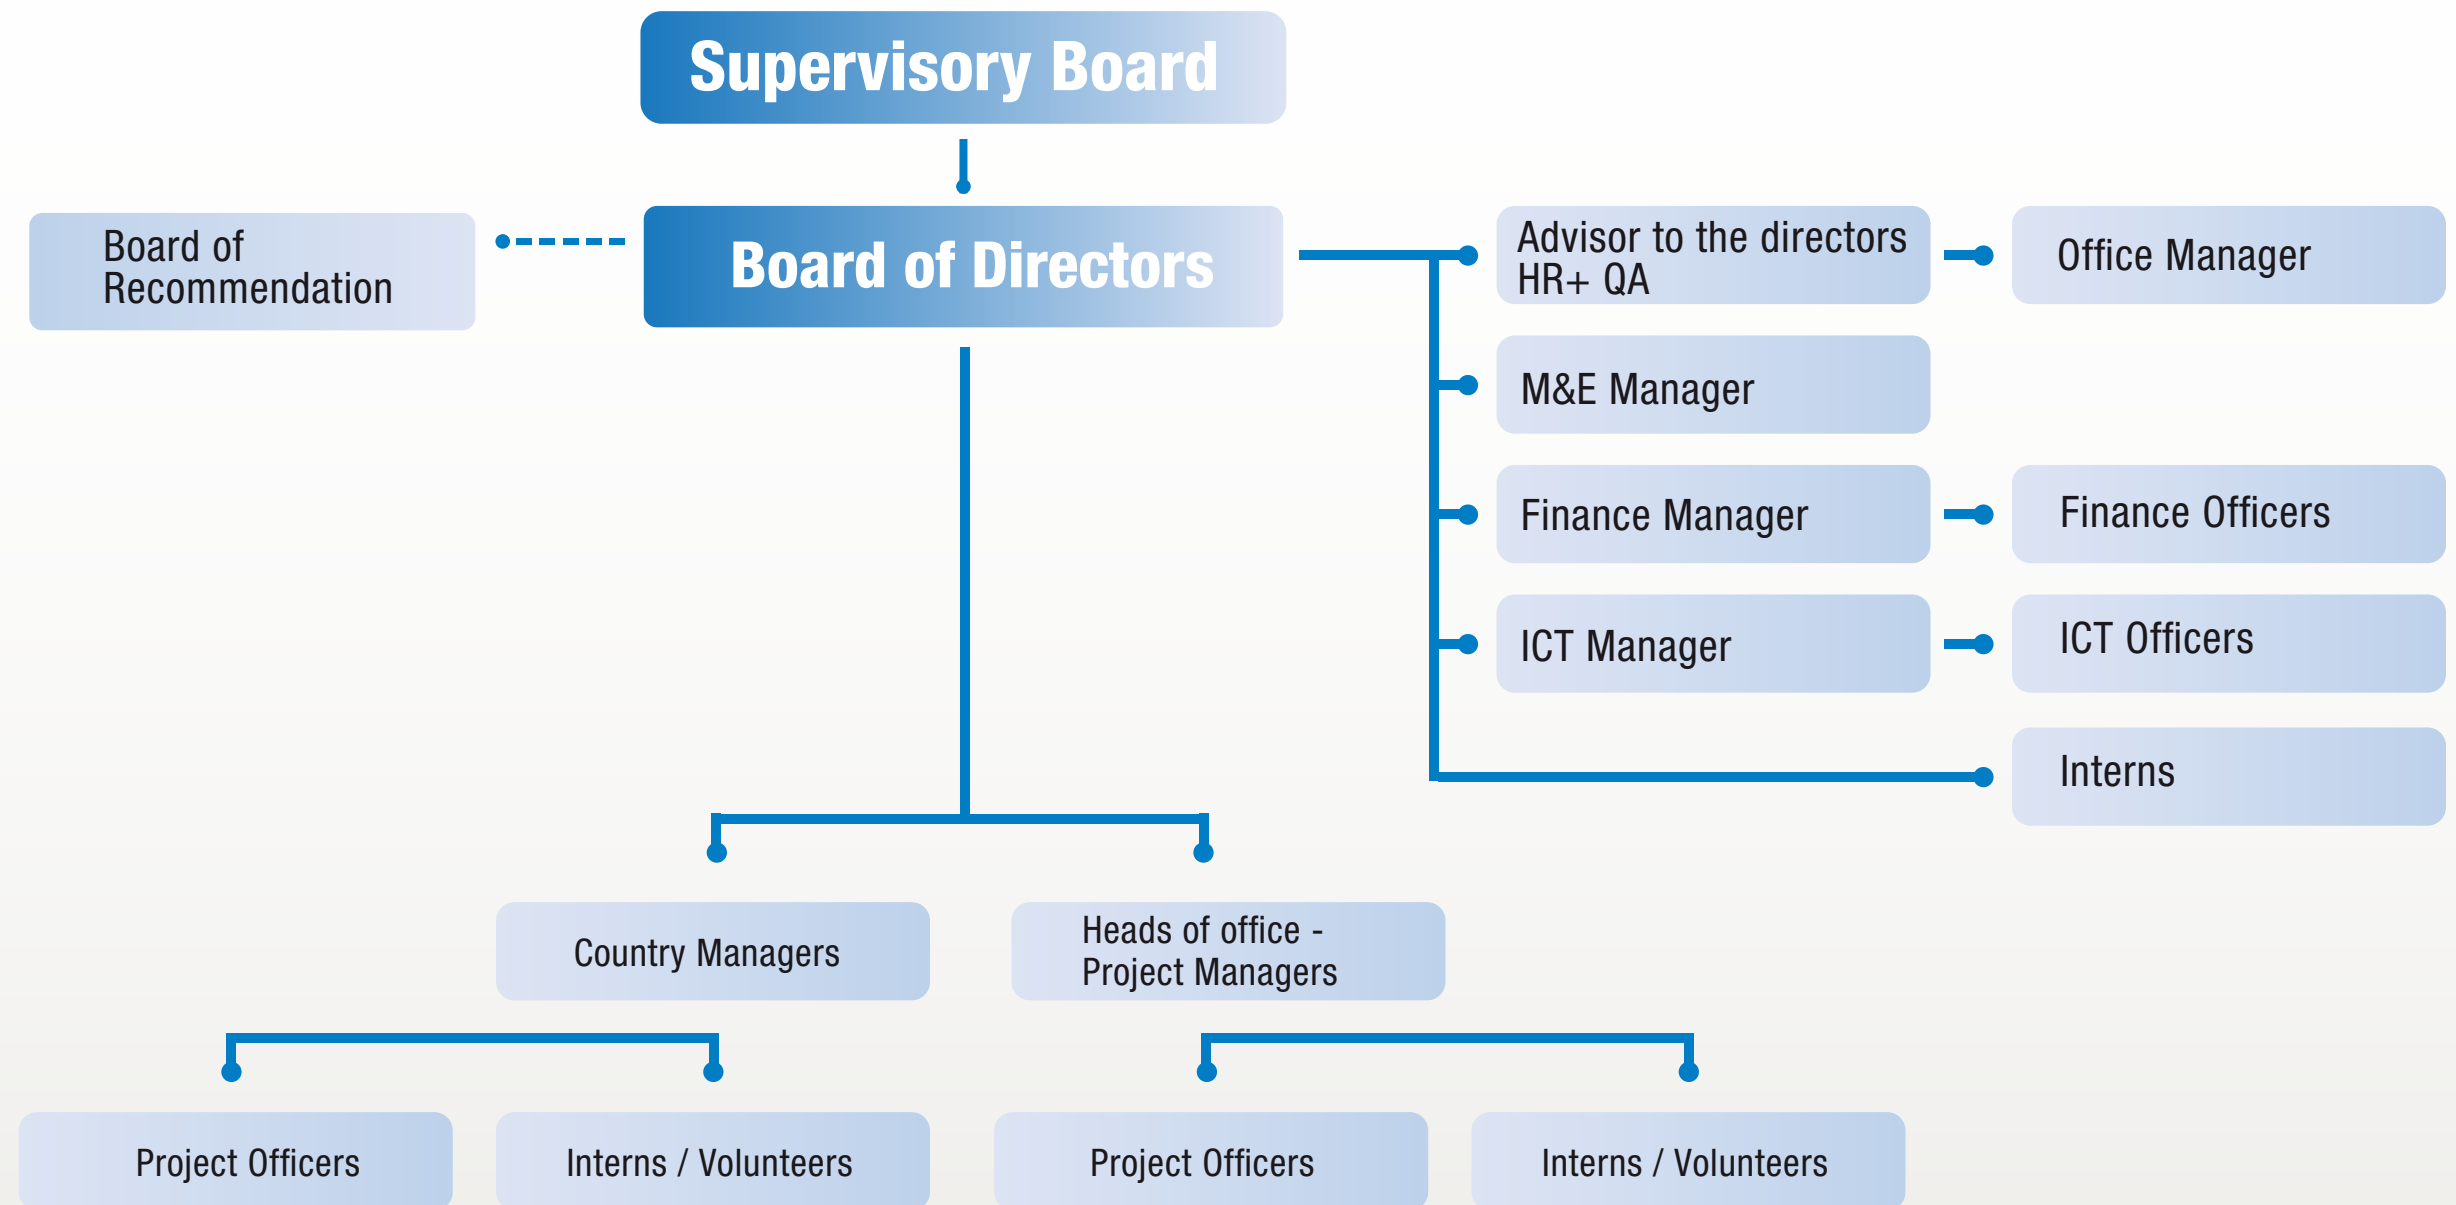 Supervisory Board
Board of
Recommendation
Board of Directors
Advisor to the directors
HR+ QA
Office Manager
M&E Manager
Finance Manager
Finance Officers
ICT Manager
ICT Officers
Interns
Country Managers
Heads of office -
Project Managers
Project Officers
Interns / Volunteers
Project Officers
Interns / Volunteers